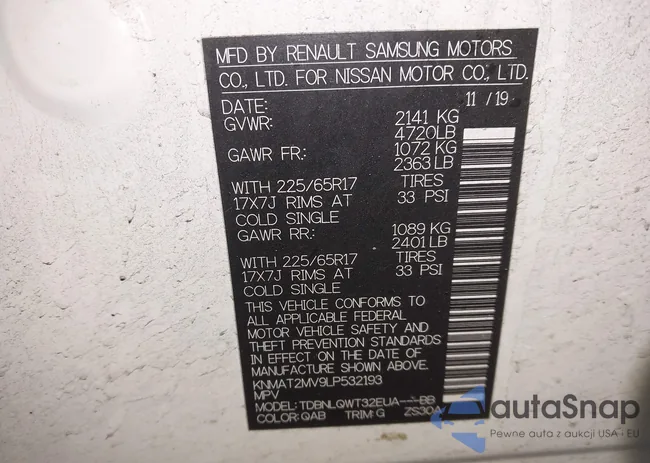 MFD BY RENAULT SAMSUNG MOTORS
CO., LTD. FOR NISSAN MOTOR CO., LTD.
DATE: 11 / 19
GVWR: 2141 KG
4720LB
GAWR FR: 1072 KG
2363 LB
WITH 225/65R17 TIRES
17X7J RIMS AT 33 PSI
COLD SINGLE
GAWR RR: 1089 KG
2401 LB
WITH 225/65R17 TIRES
17X7J RIMS AT 33 PSI
COLD SINGLE
THIS VEHICLE CONFORMS TO
ALL APPLICABLE FEDERAL
MOTOR VEHICLE SAFETY AND
THEFT PREVENTION STANDARDS
IN EFFECT ON THE DATE OF
MANUFACTURE SHOWN ABOVE.
KNMAT2MV9LP532193
MPV
MODEL: TDBNLQWT32EUA---BB
COLOR: QAB TRIM: G ZS30A
autaSnap
Pewne auta z aukcji USA i EU